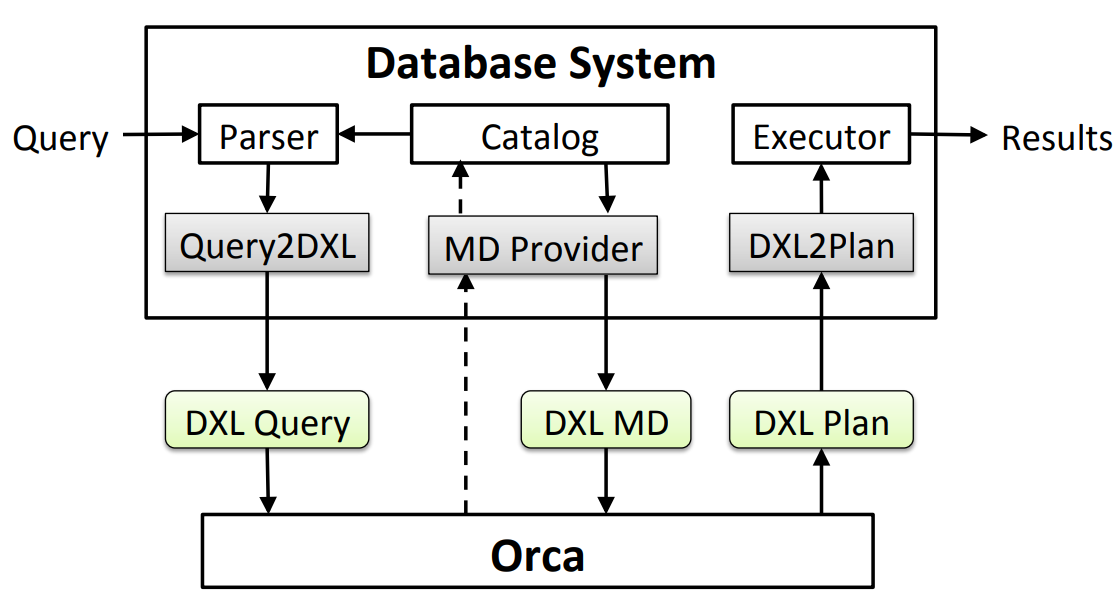 Database System
Query
Parser
Catalog
Executor
Results
Query2DXL
MD Provider
DXL2Plan
DXL Query
DXL MD
DXL Plan
Orca